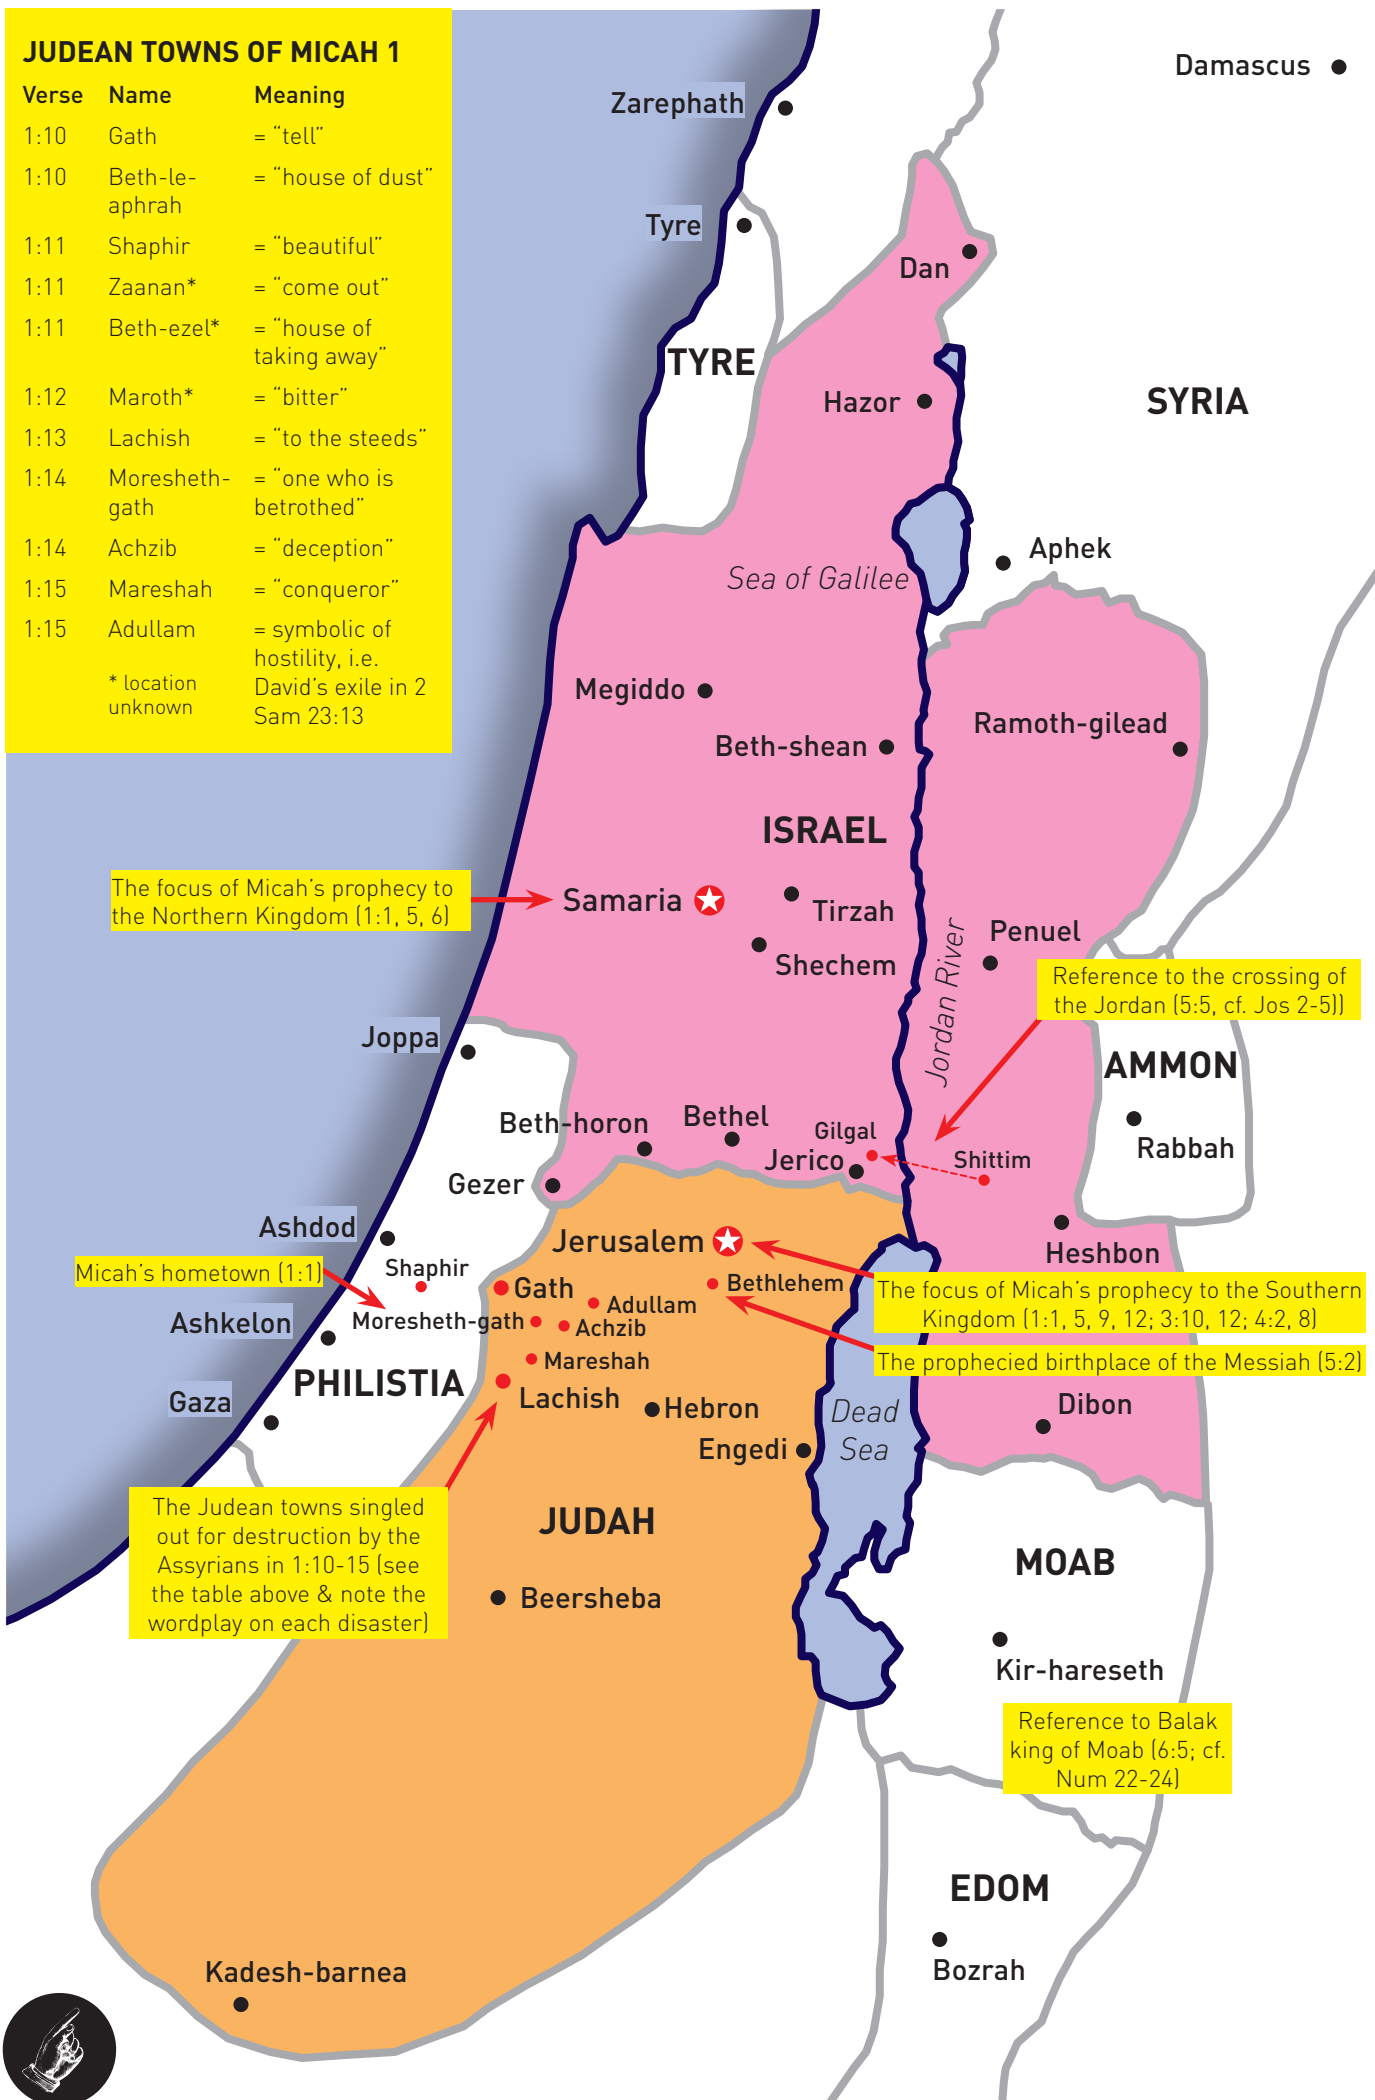 JUDEAN TOWNS OF MICAH 1
Verse Name Meaning
1:10 Gath = “tell”
1:10 Beth-le- = “house of dust”
aphrah
1:11 Shaphir = “beautiful”
1:11 Zaanan* = “come out”
1:11 Beth-ezel* = “house of
taking away”
1:12 Maroth* = “bitter”
1:13 Lachish = “to the steeds”
1:14 Moresheth- = “one who is
gath betrothed”
1:14 Achzib = “deception”
1:15 Mareshah = “conqueror”
1:15 Adullam = symbolic of
hostility, i.e.
* location David’s exile in 2
unknown Sam 23:13
Damascus
Zarephath
Tyre
Dan
TYRE
Hazor
SYRIA
Aphek
Sea of Galilee
Megiddo
Ramoth-gilead
Beth-shean
ISRAEL
The focus of Micah’s prophecy to
the Northern Kingdom (1:1, 5, 6)
Samaria
Tirzah
Shechem
Jordan River
Penuel
Reference to the crossing of
the Jordan (5:5, cf. Jos 2-5))
Joppa
AMMON
Rabbah
Beth-horon
Bethel
Gilgal
Jerico
Shittim
Gezer
Ashdod
Jerusalem
Heshbon
Micah’s hometown (1:1)
Shaphir
Gath
Bethlehem
The focus of Micah’s prophecy to the Southern
Kingdom (1:1, 5, 9, 12; 3:10, 12; 4:2, 8)
Adullam
Ashkelon
Moresheth-gath
Achzib
Mareshah
The prophecied birthplace of the Messiah (5:2)
PHILISTIA
Lachish
Gaza
Hebron
Dead
Sea
Dibon
Engedi
The Judean towns singled
out for destruction by the
Assyrians in 1:10-15 (see
the table above & note the
wordplay on each disaster)
JUDAH
MOAB
Beersheba
Kir-hareseth
Reference to Balak
king of Moab (6:5; cf.
Num 22-24)
EDOM
Bozrah
Kadesh-barnea